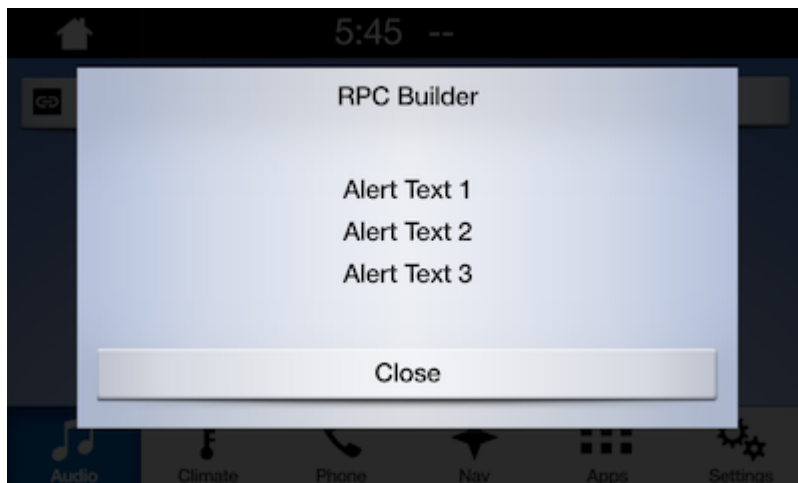 5:45 --
RPC Builder
Alert Text 1
Alert Text 2
Alert Text 3
Close
Audio Climate Phone Nav Apps Settings